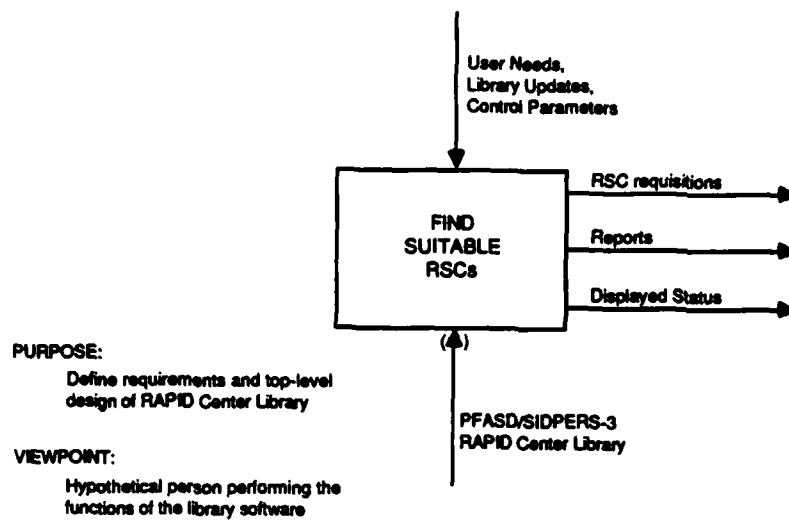 User Needs,
Library Updates,
Control Parameters
FIND
SUITABLE
RSCs
RSC requisitions
Reports
Displayed Status
PURPOSE:
Define requirements and top-level
design of RAPID Center Library
( )
PFASD/SIDPERS-3
RAPID Center Library
VIEWPOINT:
Hypothetical person performing the
functions of the library software